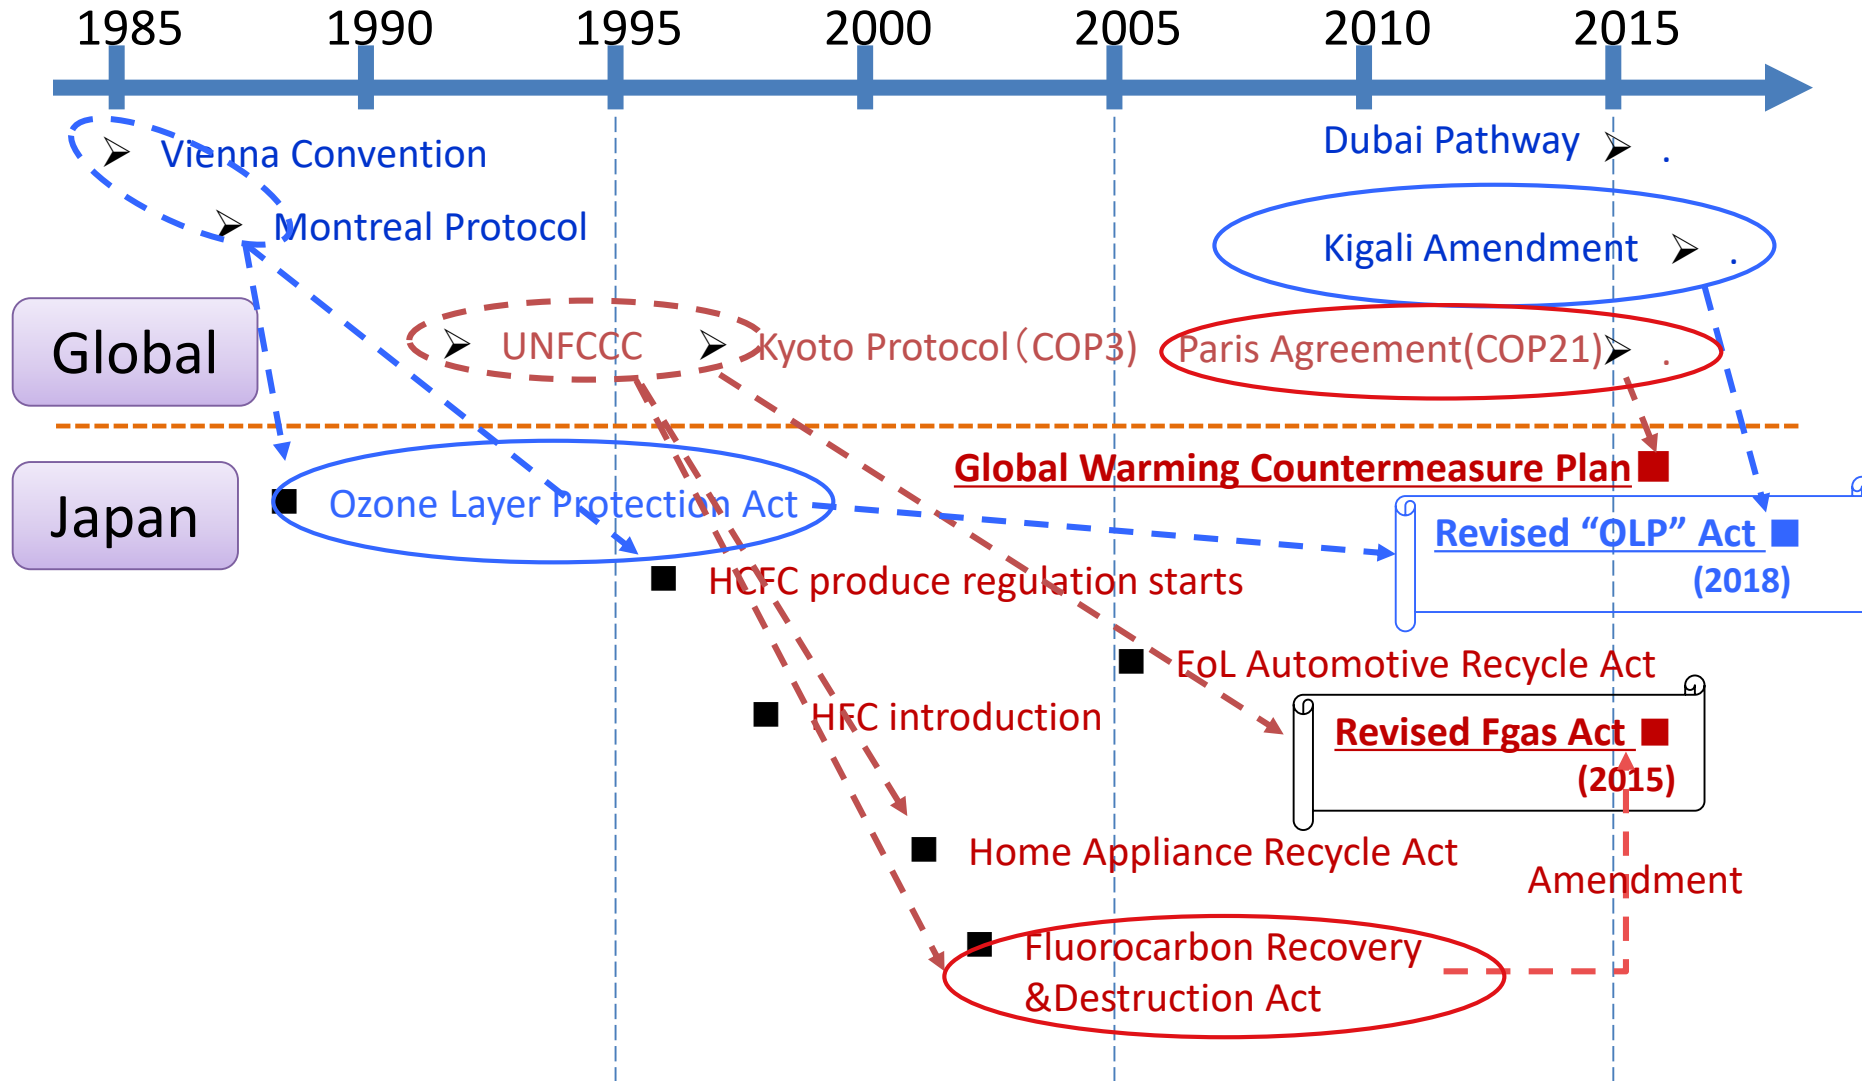 1985 1990 1995 2000 2005 2010 2015
Vienna Convention
Dubai Pathway .
Montreal Protocol
Kigali Amendment .
Global
UNFCCC
Kyoto Protocol（COP3)
Paris Agreement(COP21) .
Japan
Global Warming Countermeasure Plan
Ozone Layer Protection Act
Revised “OLP” Act
(2018)
HCFC produce regulation starts
EoL Automotive Recycle Act
HFC introduction
Revised Fgas Act
(2015)
Home Appliance Recycle Act
Amendment
Fluorocarbon Recovery
&Destruction Act